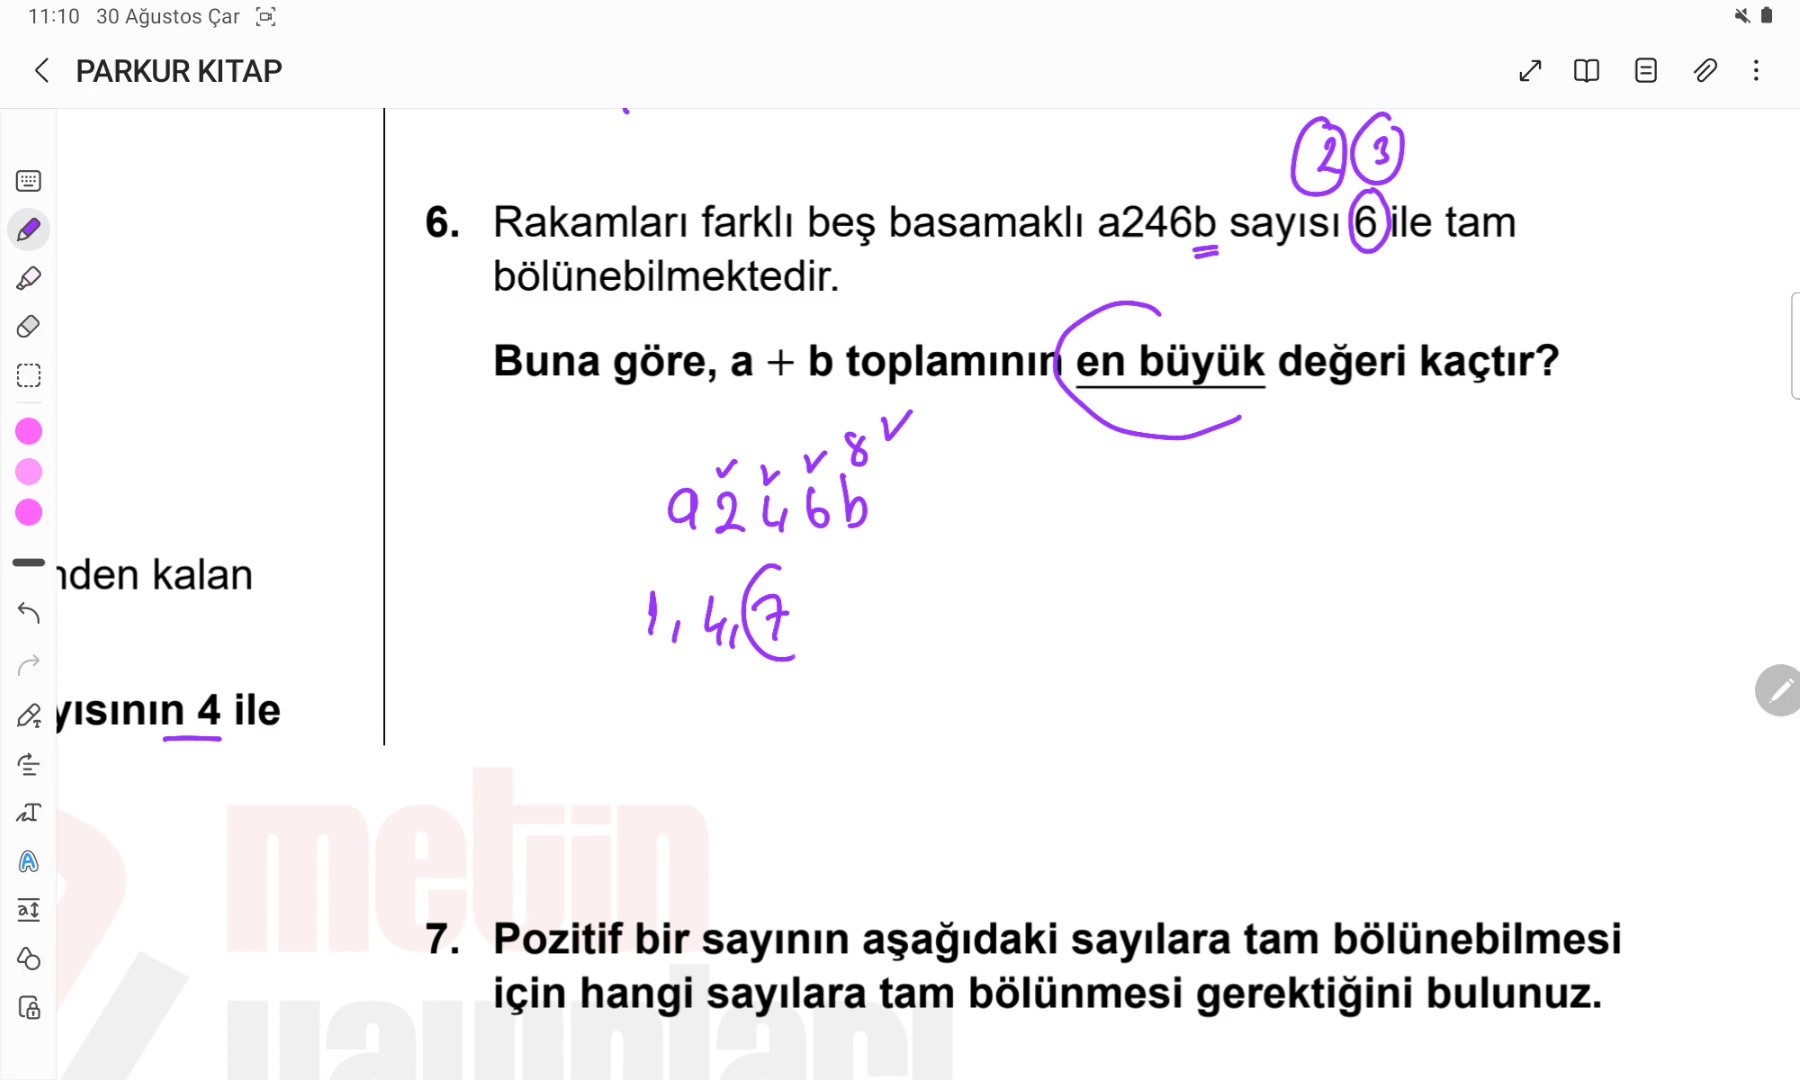 11:10 30 Ağustos Çar
PARKUR KITAP
2 3
6. Rakamları farklı beş basamaklı a246b sayısı 6 ile tam
bölünebilmektedir.
Buna göre, a + b toplamının en büyük değeri kaçtır?
8
a246b
1, 4, 7
nden kalan
yısının 4 ile
metin
yayınları
7. Pozitif bir sayının aşağıdaki sayılara tam bölünebilmesi
için hangi sayılara tam bölünmesi gerektiğini bulunuz.